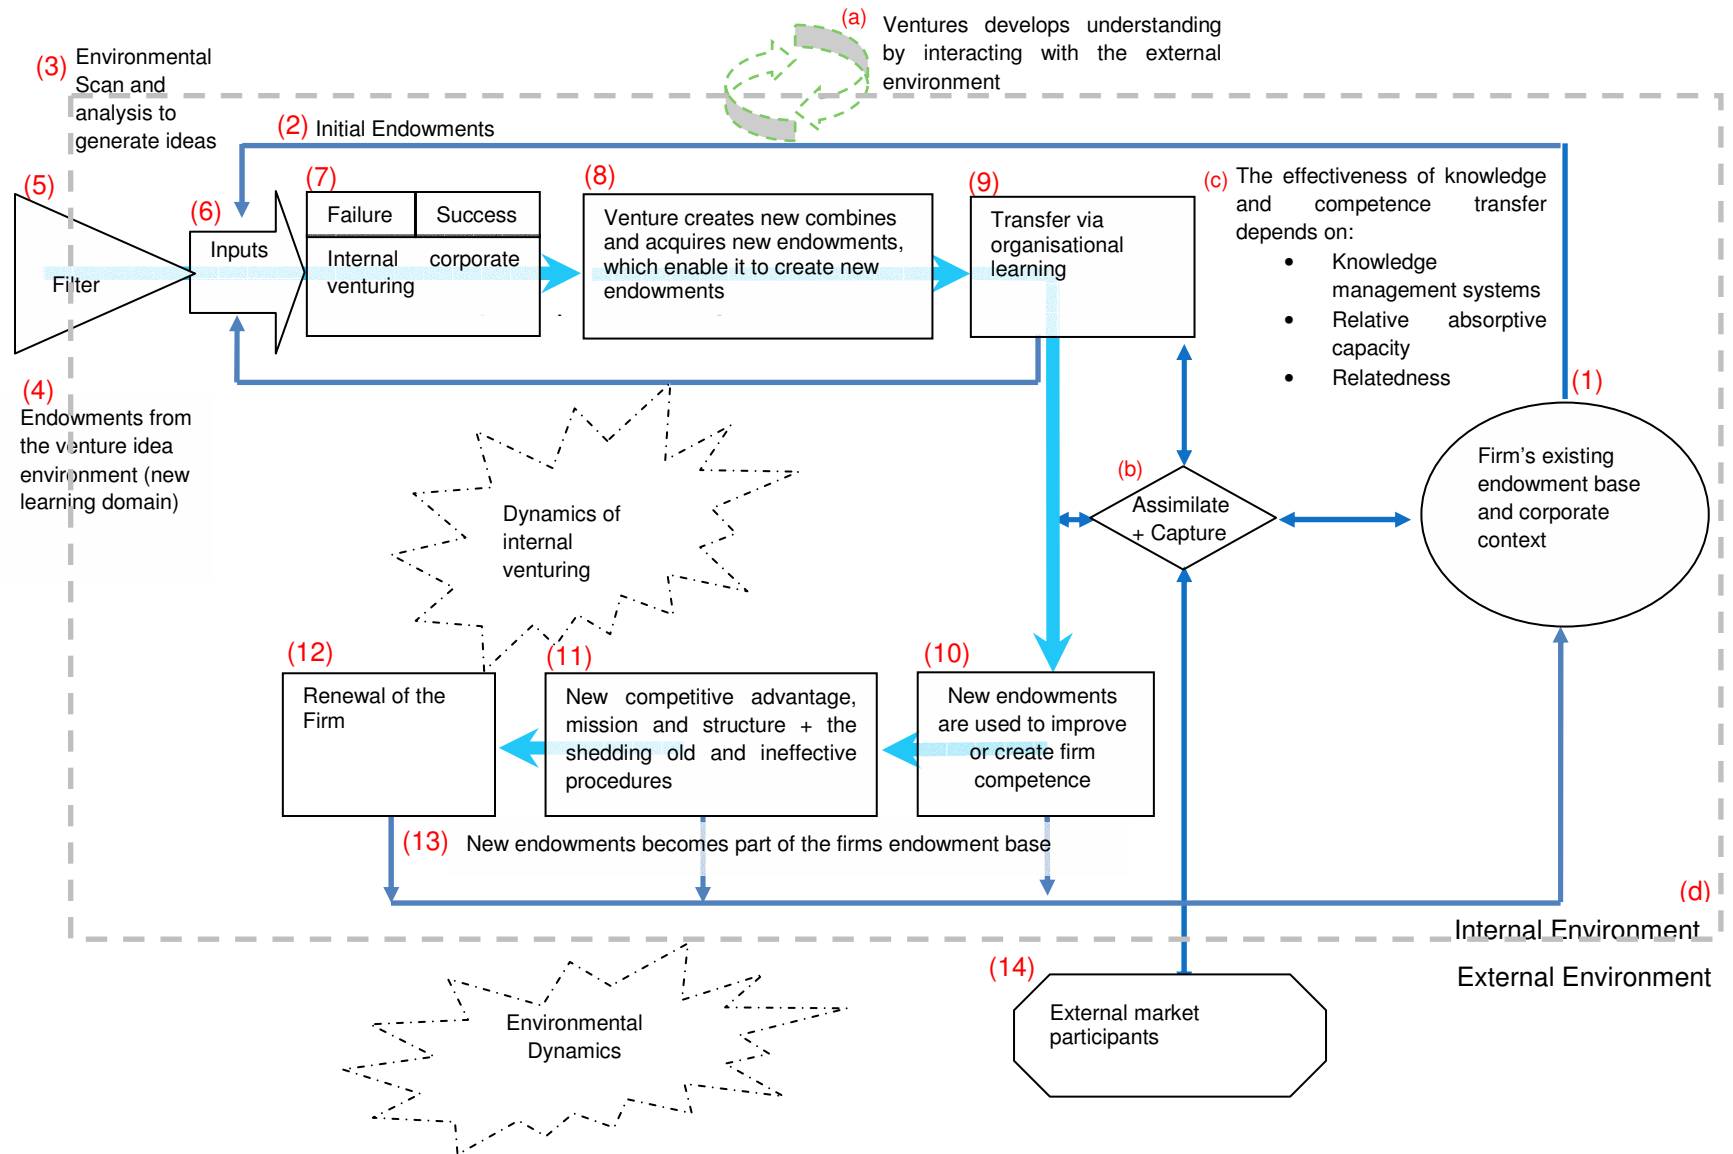 (a)
Ventures develops understanding
by interacting with the external
environment
(3)
Environmental
Scan and
analysis to
generate ideas
(2) Initial Endowments
(5)
Filter
(6)
Inputs
(7)
Failure
Success
Internal corporate
venturing
(8)
Venture creates new combines
and acquires new endowments,
which enable it to create new
endowments
(9)
Transfer via
organisational
learning
(c) The effectiveness of knowledge
and competence transfer
depends on:
• Knowledge
management systems
• Relative absorptive
capacity
• Relatedness
(4)
Endowments from
the venture idea
environment (new
learning domain)
(1)
Firm's existing
endowment base
and corporate
context
(b)
Assimilate
+ Capture
Dynamics of
internal
venturing
(12)
Renewal of the
Firm
(11)
New competitive advantage,
mission and structure + the
shedding old and ineffective
procedures
(10)
New endowments
are used to improve
or create firm
competence
(13) New endowments becomes part of the firms endowment base
(d)
Internal Environment
External Environment
(14)
External market
participants
Environmental
Dynamics